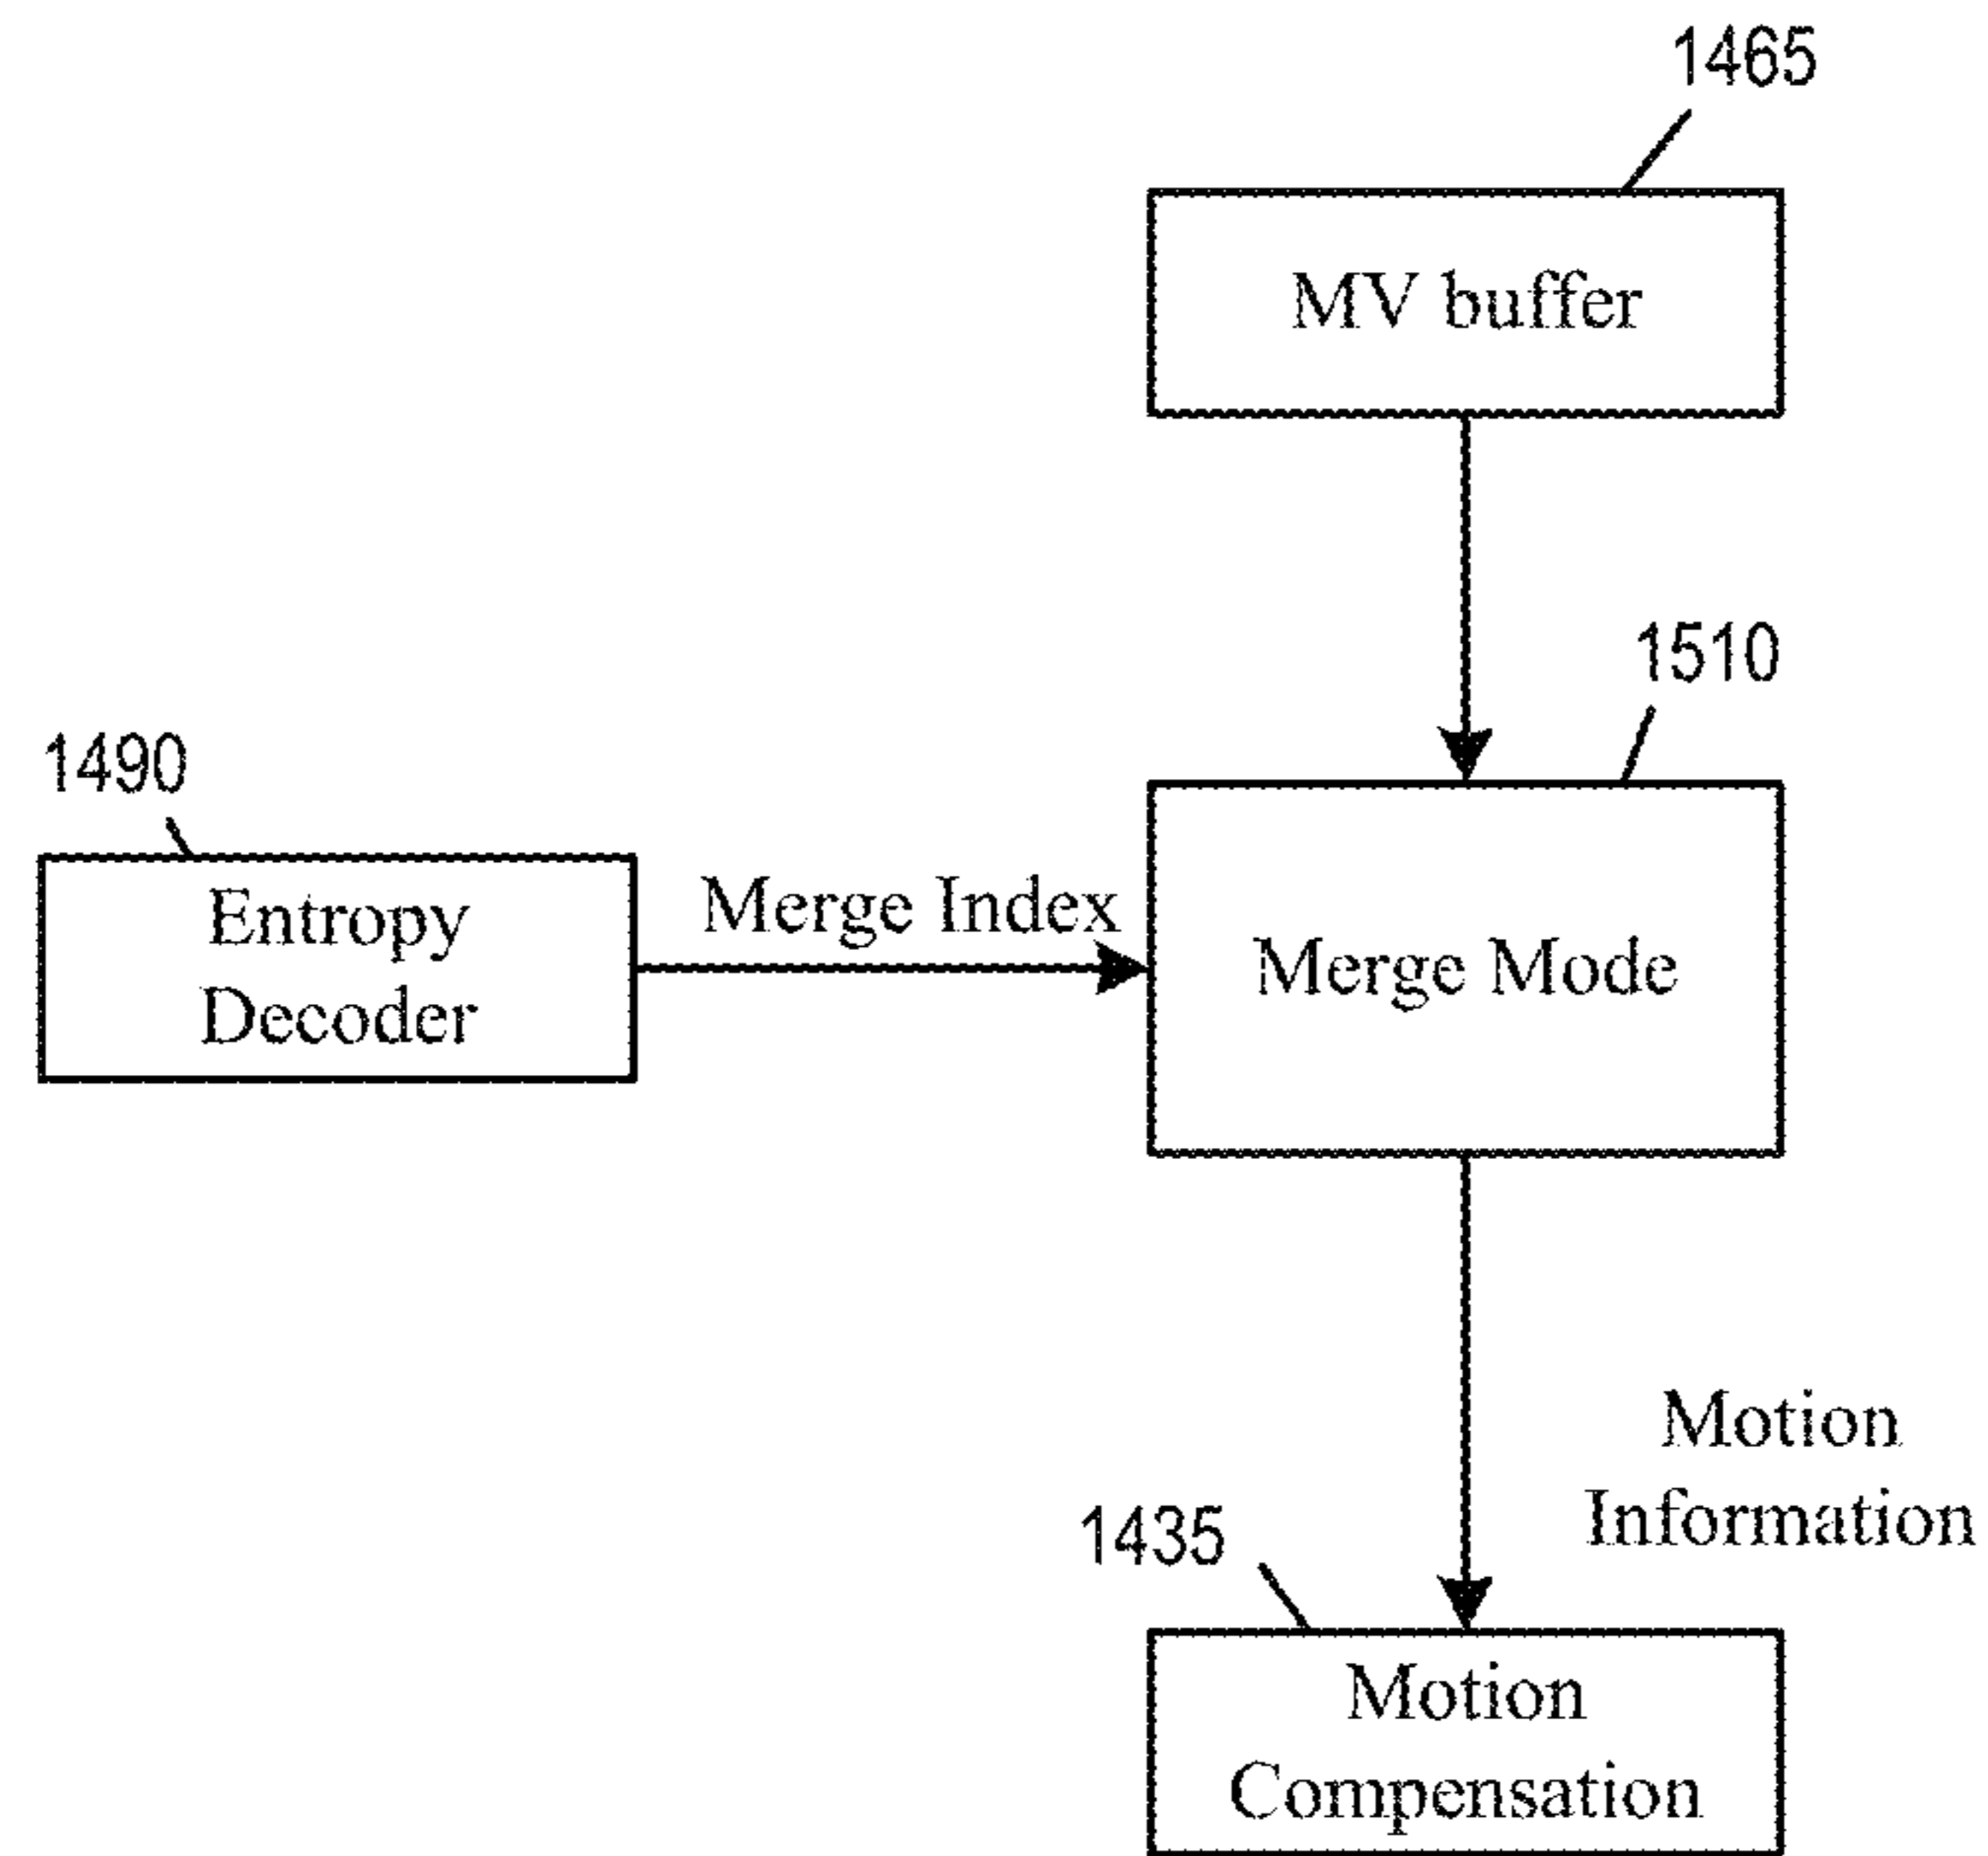 1465
MV buffer
1510
1490
Entropy
Decoder
Merge Index
Merge Mode
Motion
Information
1435
Motion
Compensation